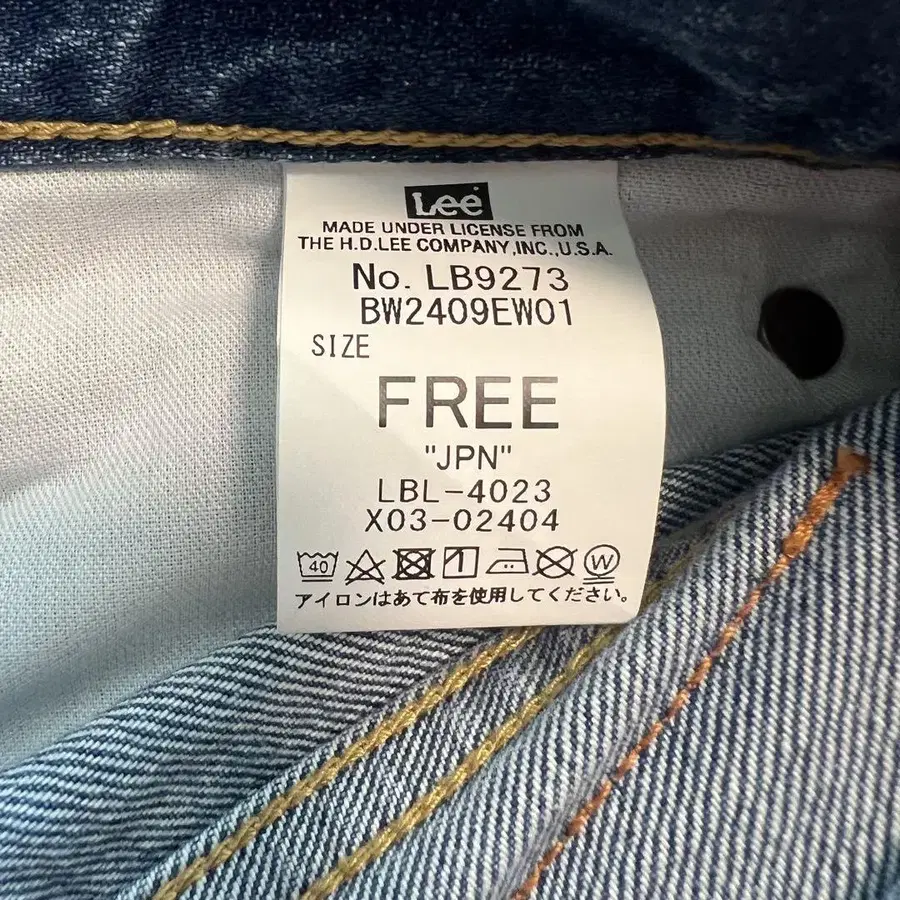 Lee
MADE UNDER LICENSE FROM
THE H.D.LEE COMPANY,INC.,U.S.A.
No. LB9273
BW2409EW01
SIZE
FREE
"JPN"
LBL-4023
X03-02404
40 1 W
アイロンはあて布を使用してください。